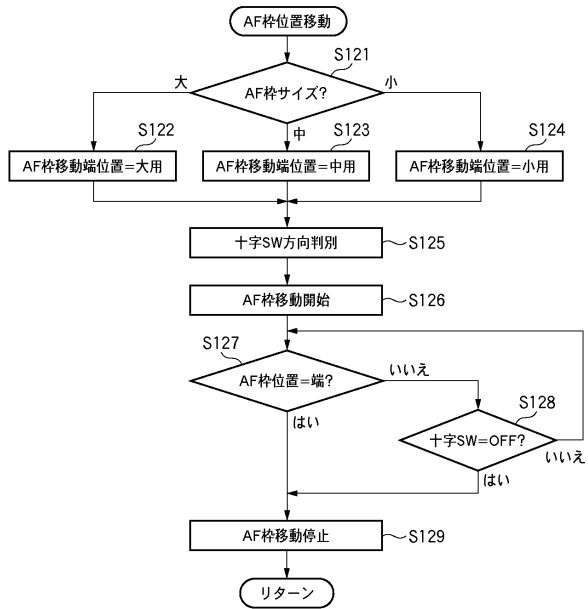 AF枠位置移動
S121
AF枠サイズ?
大
小
中
S122
S123
S124
AF枠移動端位置=大用
AF枠移動端位置=中用
AF枠移動端位置=小用
十字SW方向判別
S125
AF枠移動開始
S126
S127
AF枠位置=端?
いいえ
はい
S128
十字SW=OFF?
いいえ
はい
AF枠移動停止
S129
リターン